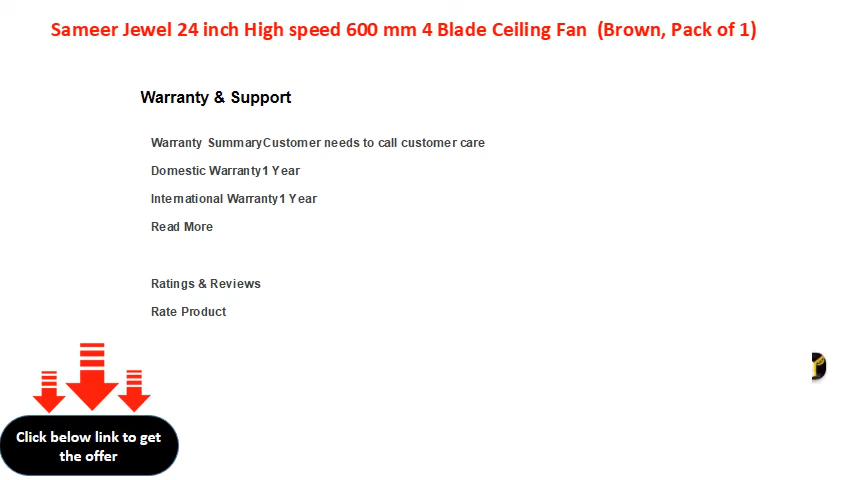 Sameer Jewel 24 inch High speed 600 mm 4 Blade Ceiling Fan (Brown, Pack of 1)
Warranty & Support
Warranty SummaryCustomer needs to call customer care
Domestic Warranty1 Year
International Warranty1 Year
Read More
Ratings & Reviews
Rate Product
Click below link to get
the offer